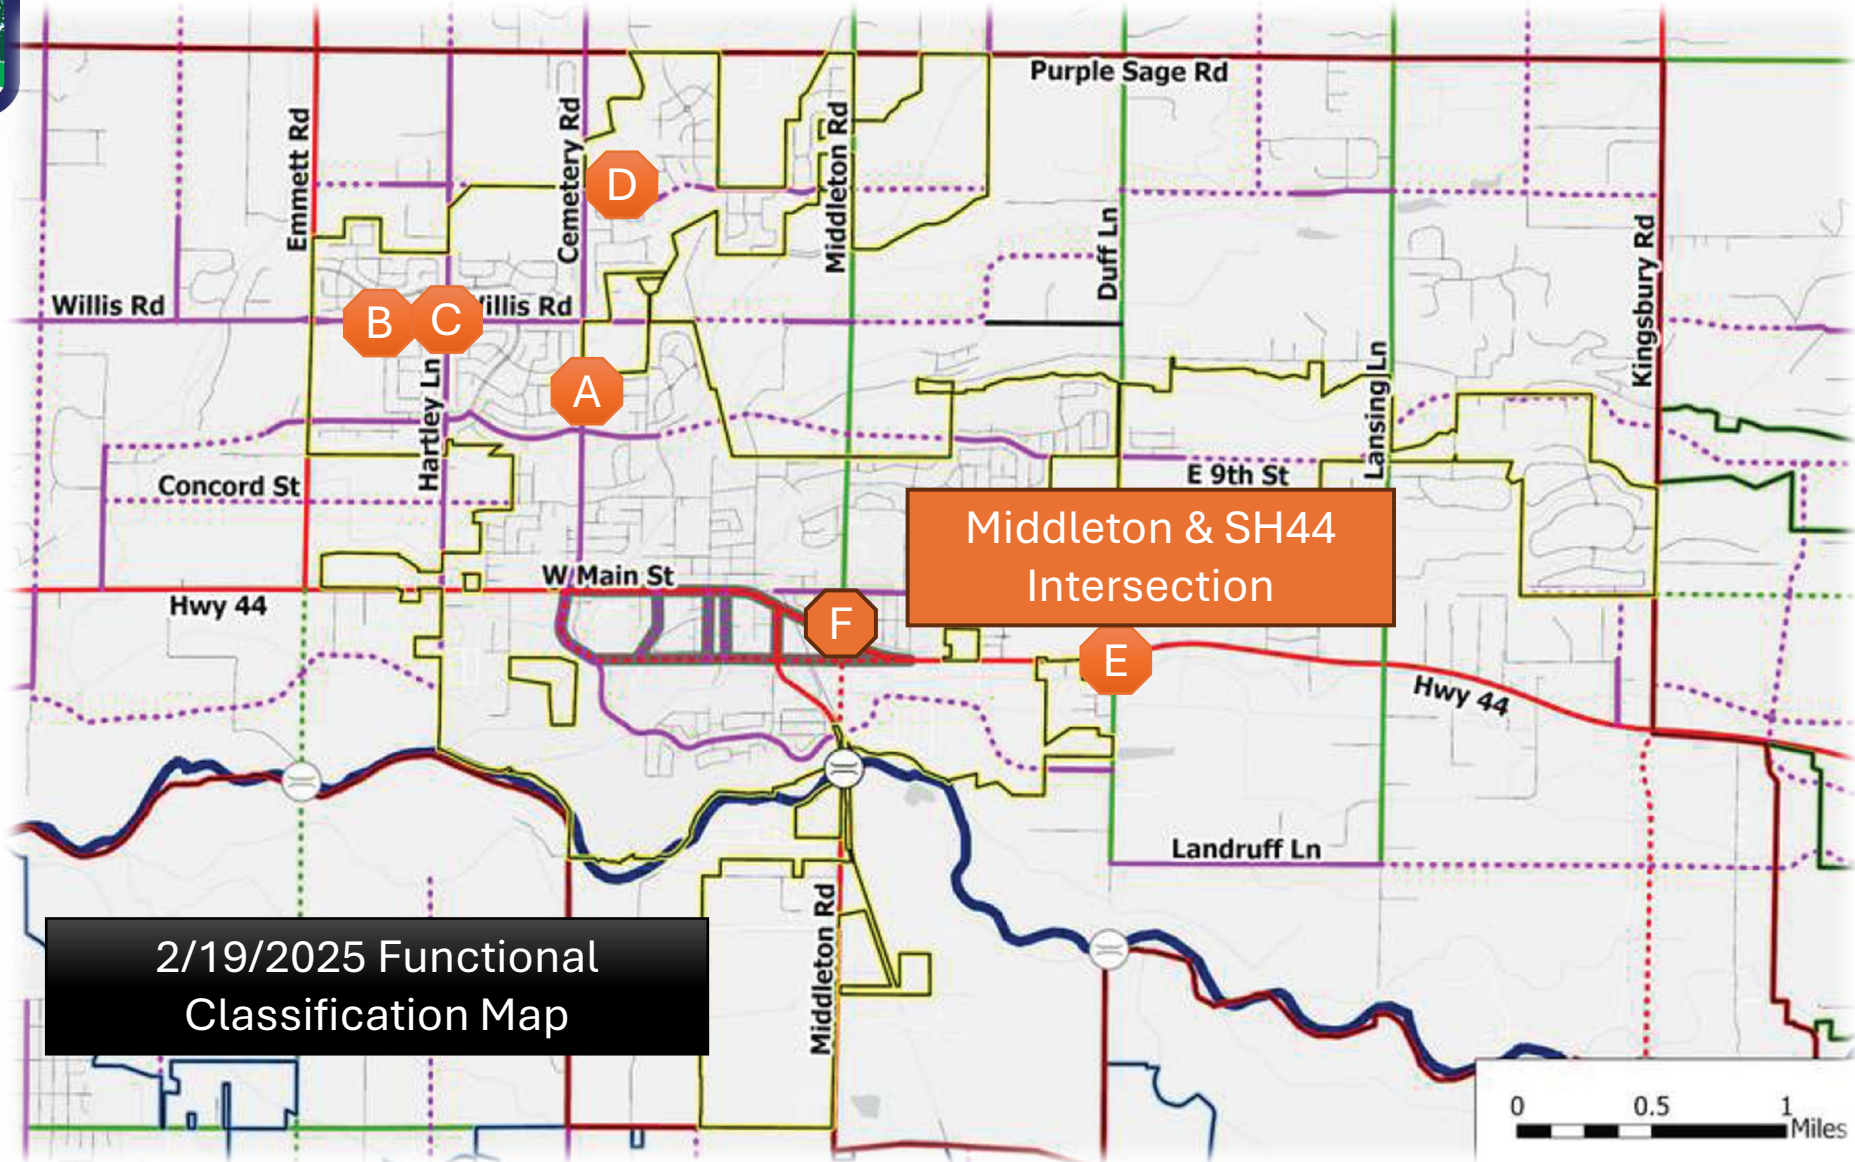 Purple Sage Rd
Emmett Rd
Cemetery Rd
Middleton Rd
D
Duff Ln
Kingsbury Rd
Willis Rd
B
C
illis Rd
Hartley Ln
A
Lansing Ln
Concord St
E 9th St
Middleton & SH44
Intersection
W Main St
Hwy 44
F
E
Hwy 44
Landruff Ln
Middleton Rd
2/19/2025 Functional
Classification Map
0 0.5 1
Miles